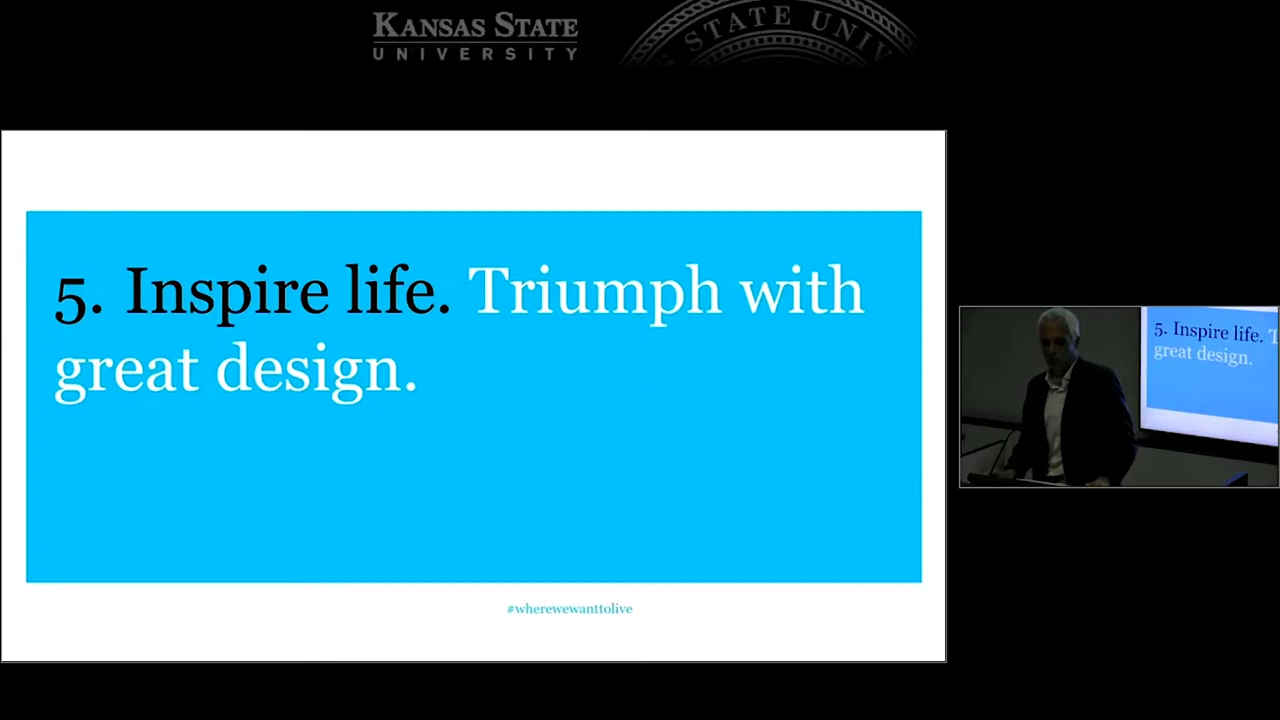 KANSAS STATE
UNIVERSITY
STATE UNIV
5. Inspire life. Triumph with
great design.
#wherewewanttolive
5. Inspire life.
great design.